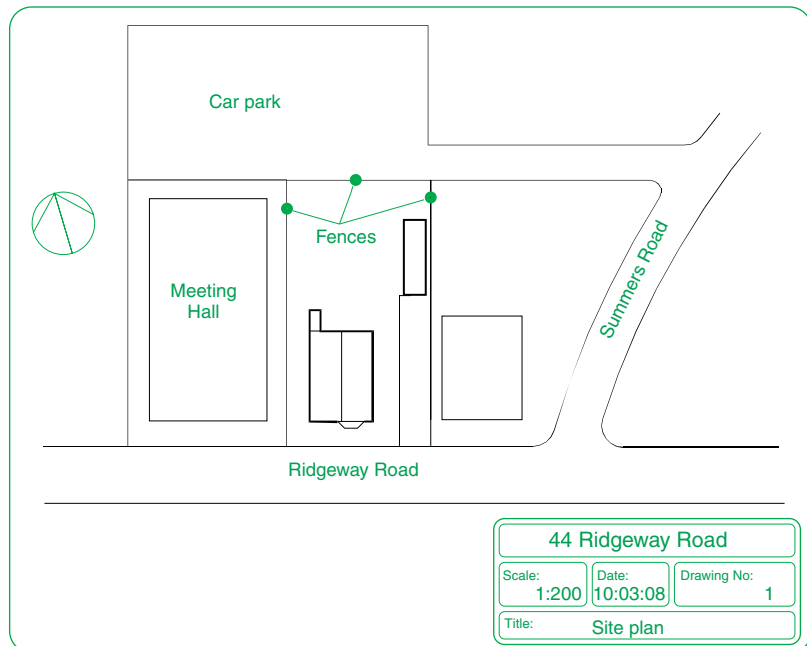 Car park
Fences
Meeting
Hall
Summers Road
Ridgeway Road
44 Ridgeway Road
Scale:
1:200
Date:
10:03:08
Drawing No:
1
Title:
Site plan